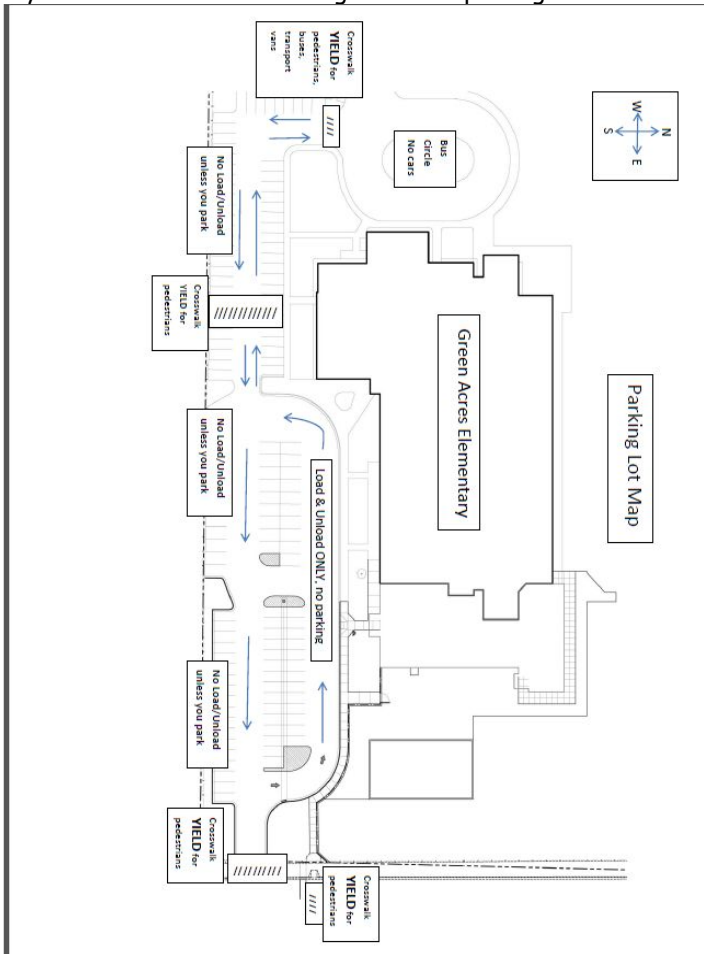 N
W
E
S
Parking Lot Map
Bus
Circle
No cars
Green Acres Elementary
Crosswalk
YIELD for
pedestrians,
buses,
transport
vans
Load & Unload ONLY, no parking
Crosswalk
YIELD for
pedestrians
No Load/Unload
unless you park
Crosswalk
YIELD for
pedestrians
No Load/Unload
unless you park
No Load/Unload
unless you park
Crosswalk
YIELD for
pedestrians